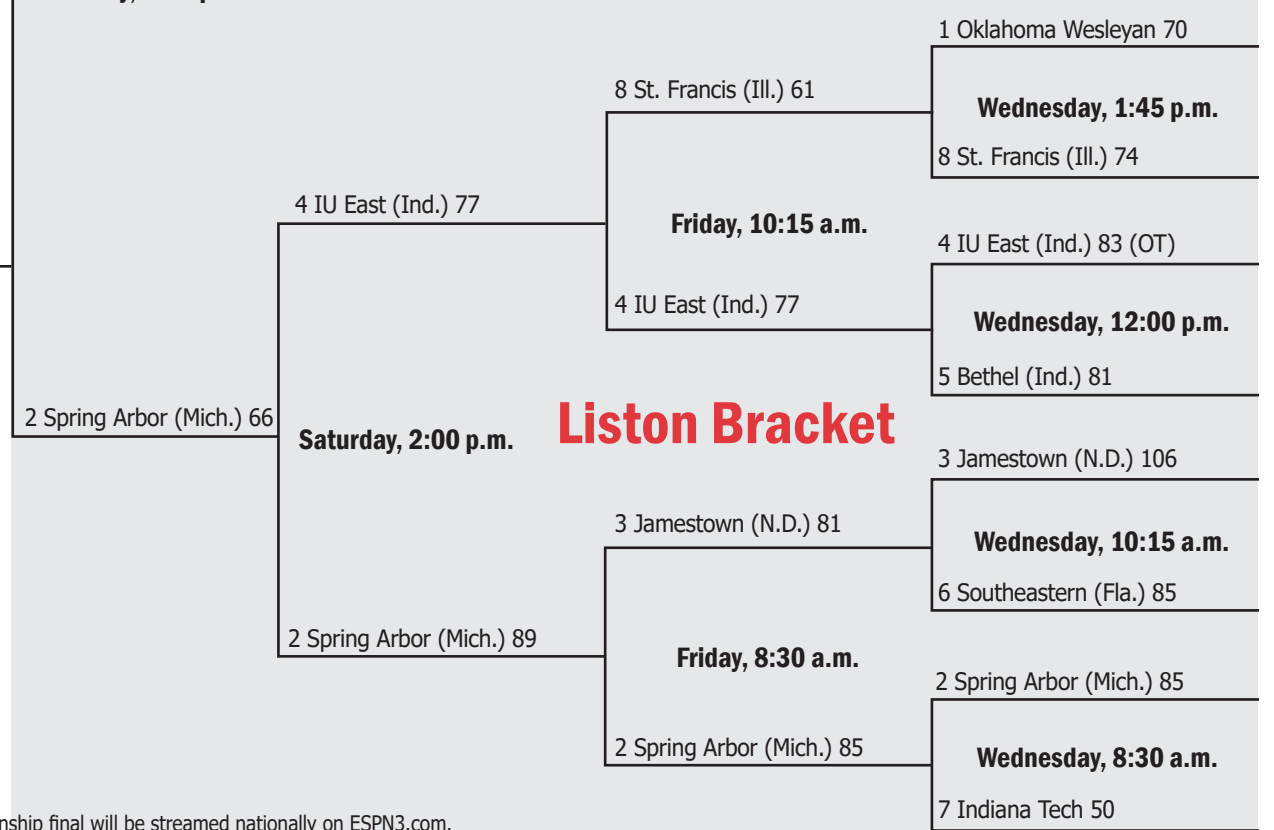 1 Oklahoma Wesleyan 70
Wednesday, 1:45 p.m.
8 St. Francis (Ill.) 74
8 St. Francis (Ill.) 61
Friday, 10:15 a.m.
4 IU East (Ind.) 77
4 IU East (Ind.) 83 (OT)
Wednesday, 12:00 p.m.
5 Bethel (Ind.) 81
4 IU East (Ind.) 77
Saturday, 2:00 p.m.
2 Spring Arbor (Mich.) 89
2 Spring Arbor (Mich.) 66
Liston Bracket
3 Jamestown (N.D.) 106
Wednesday, 10:15 a.m.
6 Southeastern (Fla.) 85
3 Jamestown (N.D.) 81
Friday, 8:30 a.m.
2 Spring Arbor (Mich.) 85
2 Spring Arbor (Mich.) 85
Wednesday, 8:30 a.m.
7 Indiana Tech 50
final will be streamed nationally on ESPN3.com.